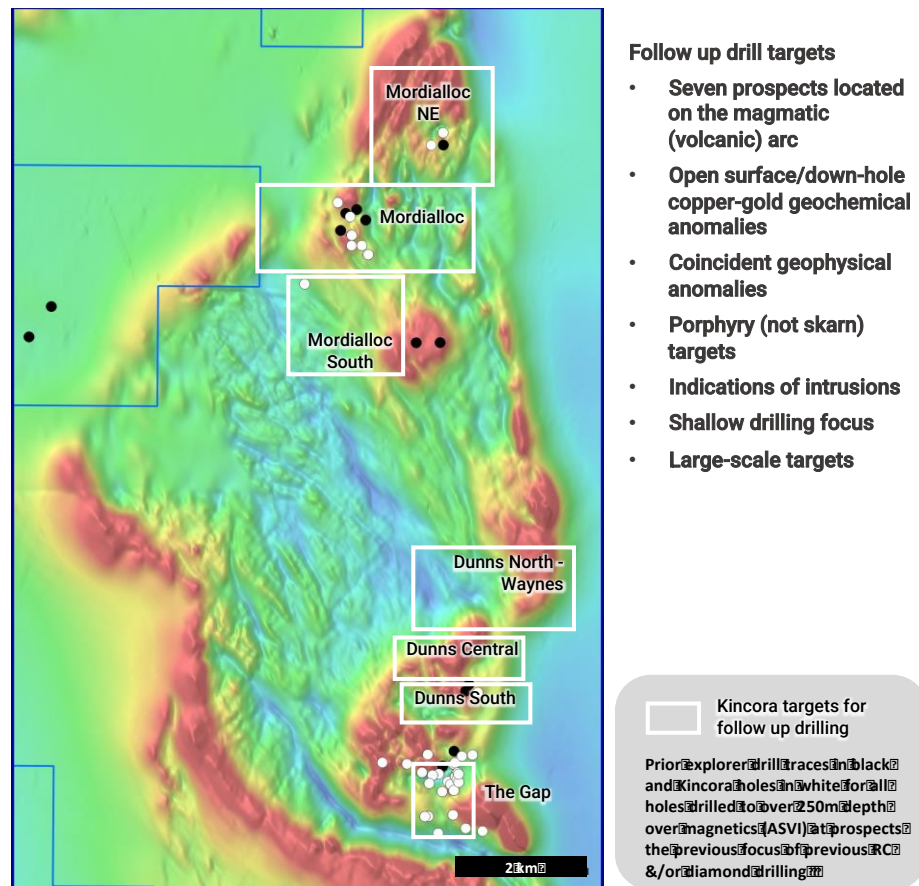 Mordialloc
NE
Mordialloc
Mordialloc
South
Dunns North -
Waynes
Dunns Central
Dunns South
The Gap
2 km
Follow up drill targets
• Seven prospects located
on the magmatic
(volcanic) arc
• Open surface/down-hole
copper-gold geochemical
anomalies
• Coincident geophysical
anomalies
• Porphyry (not skarn)
targets
• Indications of intrusions
• Shallow drilling focus
• Large-scale targets
Kincora targets for
follow up drilling
Prior explorer drill traces in black
and Kincora holes in white for all
holes drilled to over 250m depth
over magnetics (ASVI) at prospects
the previous focus of previous RC
&/or diamond drilling